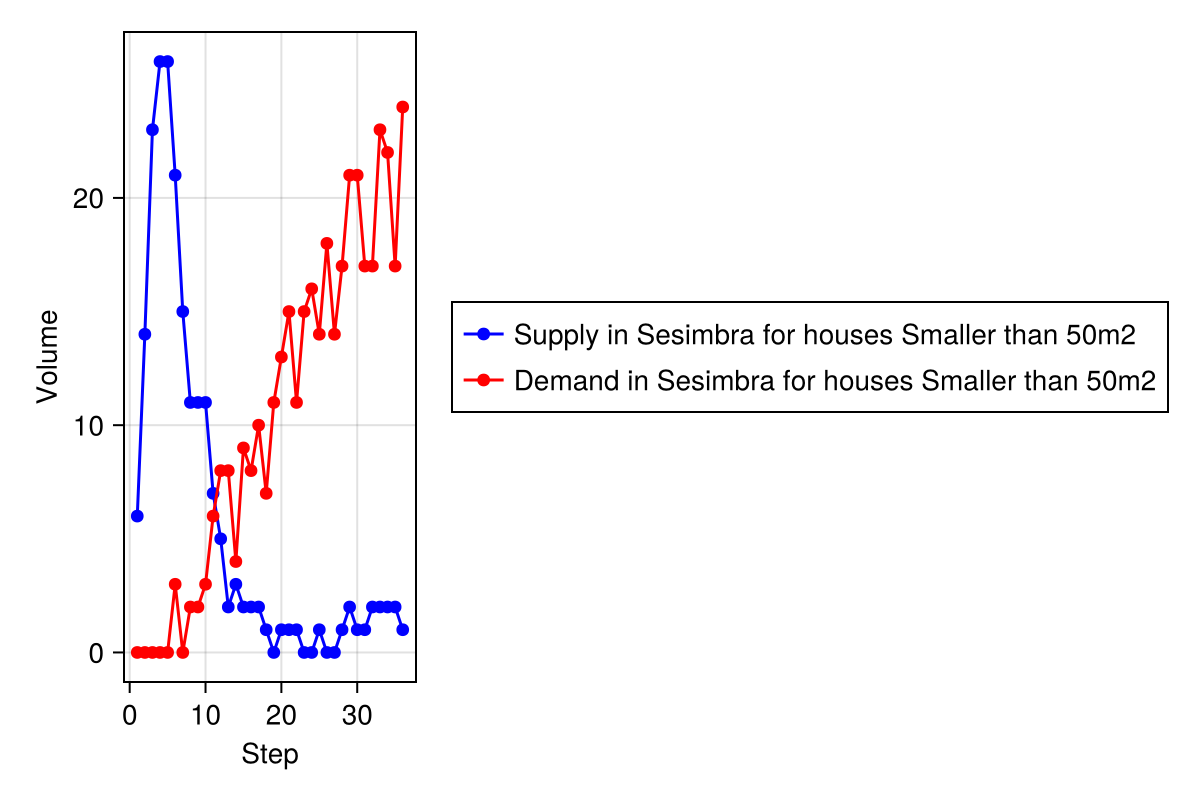 20
10
0
Volume
0 10 20 30
Step
Supply in Sesimbra for houses Smaller than 50m2
Demand in Sesimbra for houses Smaller than 50m2